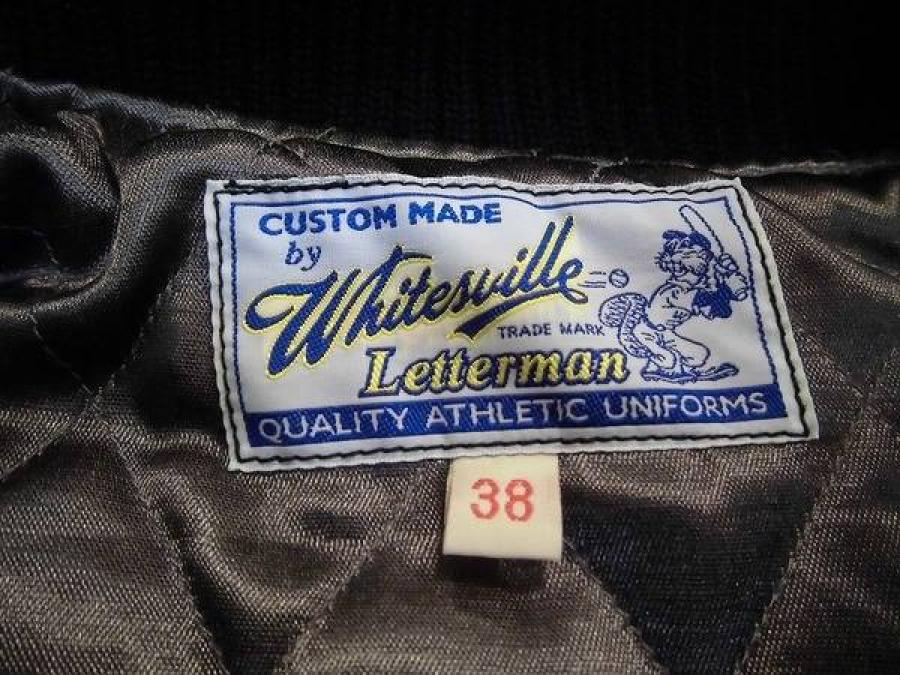 CUSTOM MADE
by
Whitesville
TRADE MARK
Letterman
QUALITY ATHLETIC UNIFORMS
38